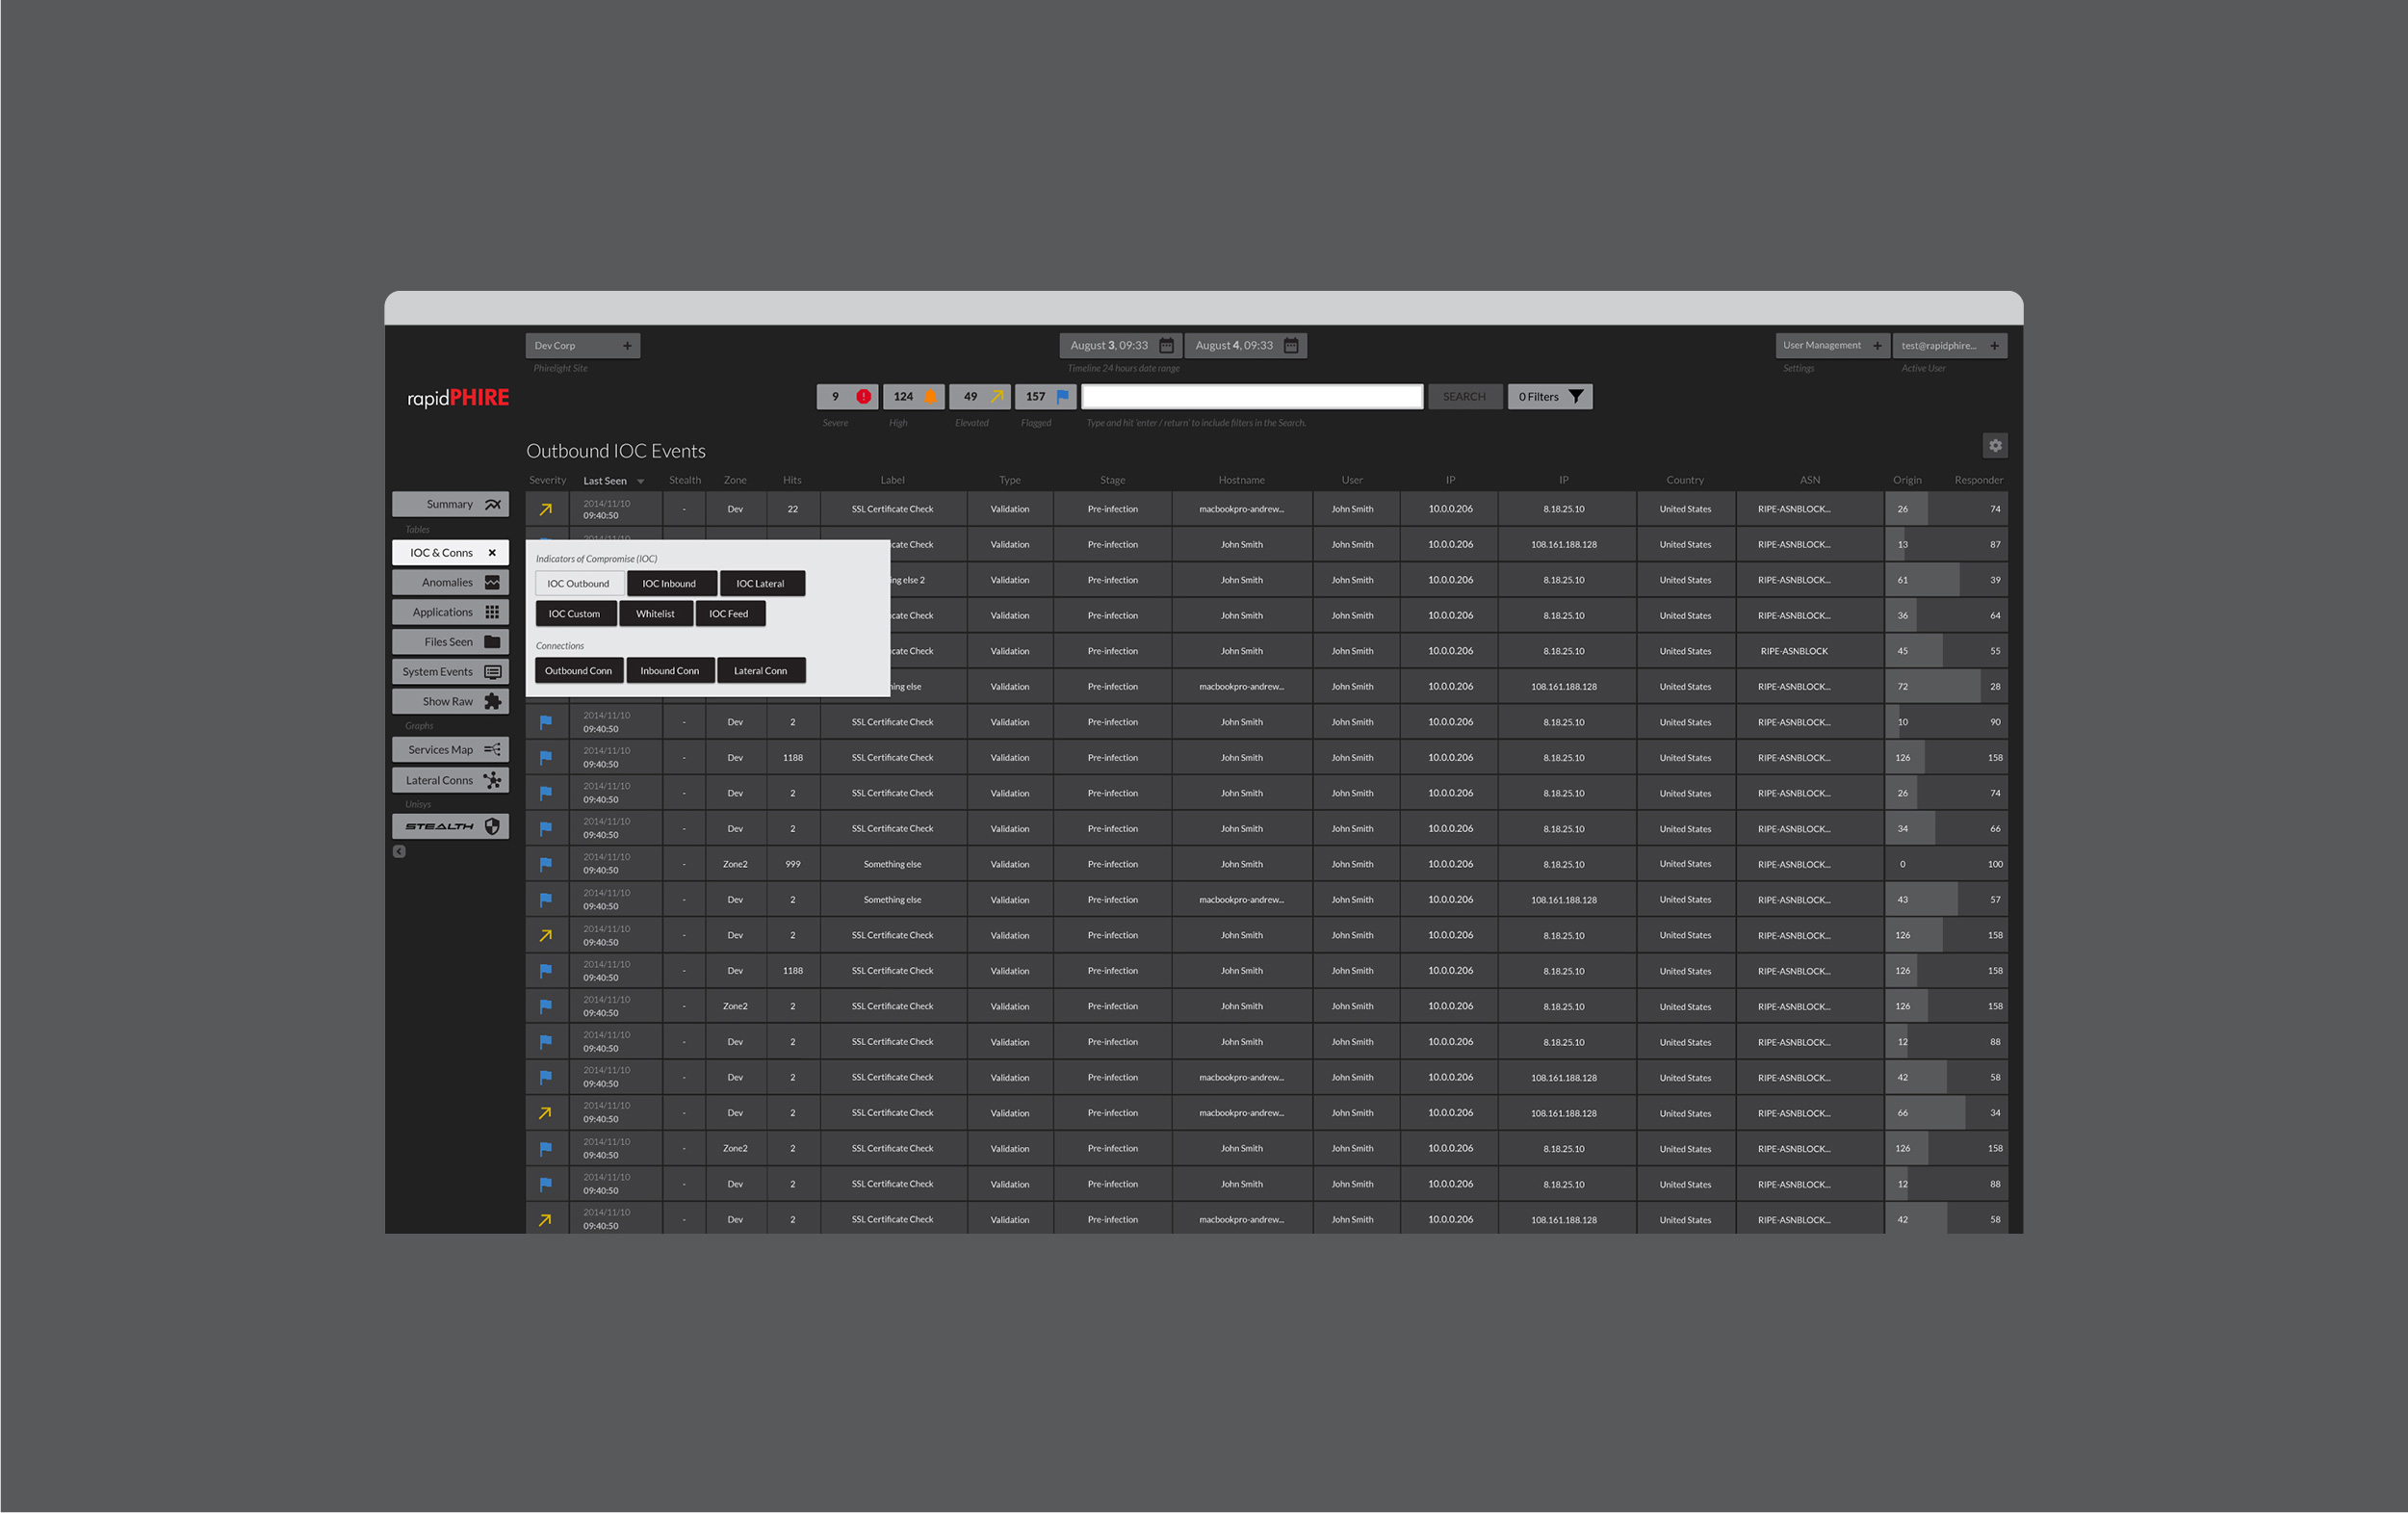 Dev Corp +
August 3, 09:33
August 4, 09:33
User Management +
test@rapidphire... +
Phirelight Site
Timeline 24 hours date range
Settings
Active User
rapidPHIRE
9
124
49
157
SEARCH
0 Filters
Severe
High
Elevated
Flagged
Type and hit 'enter / return' to include filters in the Search.
Outbound IOC Events
Severity Last Seen Stealth Zone Hits Label Type Stage Hostname User IP IP Country ASN Origin Responder
Summary
Tables
IOC & Conns ×
Anomalies
Applications
Files Seen
System Events
Show Raw
Graphs
Services Map
Lateral Conns
Unisys
STEALTH
Indicators of Compromise (IOC)
IOC Outbound IOC Inbound IOC Lateral
IOC Custom Whitelist IOC Feed
Connections
Outbound Conn Inbound Conn Lateral Conn
2014/11/10 09:40:50 - Dev 22 SSL Certificate Check Validation Pre-infection macbookpro-andrew... John Smith 10.0.0.206 8.18.25.10 United States RIPE-ASNBLOCK... 26 74
Validation Pre-infection John Smith John Smith 10.0.0.206 108.161.188.128 United States RIPE-ASNBLOCK... 13 87
else 2 Validation Pre-infection John Smith John Smith 10.0.0.206 8.18.25.10 United States RIPE-ASNBLOCK... 61 39
Check Validation Pre-infection John Smith John Smith 10.0.0.206 8.18.25.10 United States RIPE-ASNBLOCK... 36 64
Check Validation Pre-infection John Smith John Smith 10.0.0.206 8.18.25.10 United States RIPE-ASNBLOCK 45 55
else Validation Pre-infection macbookpro-andrew... John Smith 10.0.0.206 108.161.188.128 United States RIPE-ASNBLOCK... 72 28
2014/11/10 09:40:50 - Dev 2 SSL Certificate Check Validation Pre-infection John Smith John Smith 10.0.0.206 8.18.25.10 United States RIPE-ASNBLOCK... 10 90
2014/11/10 09:40:50 - Dev 1188 SSL Certificate Check Validation Pre-infection John Smith John Smith 10.0.0.206 8.18.25.10 United States RIPE-ASNBLOCK... 126 158
2014/11/10 09:40:50 - Dev 2 SSL Certificate Check Validation Pre-infection John Smith John Smith 10.0.0.206 8.18.25.10 United States RIPE-ASNBLOCK... 26 74
2014/11/10 09:40:50 - Dev 2 SSL Certificate Check Validation Pre-infection John Smith John Smith 10.0.0.206 8.18.25.10 United States RIPE-ASNBLOCK... 34 66
2014/11/10 09:40:50 - Zone2 999 Something else Validation Pre-infection John Smith John Smith 10.0.0.206 8.18.25.10 United States RIPE-ASNBLOCK... 0 100
2014/11/10 09:40:50 - Dev 2 Something else Validation Pre-infection macbookpro-andrew... John Smith 10.0.0.206 108.161.188.128 United States RIPE-ASNBLOCK... 43 57
2014/11/10 09:40:50 - Dev 2 SSL Certificate Check Validation Pre-infection John Smith John Smith 10.0.0.206 8.18.25.10 United States RIPE-ASNBLOCK... 126 158
2014/11/10 09:40:50 - Dev 1188 SSL Certificate Check Validation Pre-infection John Smith John Smith 10.0.0.206 8.18.25.10 United States RIPE-ASNBLOCK... 126 158
2014/11/10 09:40:50 - Zone2 2 SSL Certificate Check Validation Pre-infection John Smith John Smith 10.0.0.206 8.18.25.10 United States RIPE-ASNBLOCK... 126 158
2014/11/10 09:40:50 - Dev 2 SSL Certificate Check Validation Pre-infection John Smith John Smith 10.0.0.206 8.18.25.10 United States RIPE-ASNBLOCK... 12 88
2014/11/10 09:40:50 - Dev 2 SSL Certificate Check Validation Pre-infection macbookpro-andrew... John Smith 10.0.0.206 108.161.188.128 United States RIPE-ASNBLOCK... 42 58
2014/11/10 09:40:50 - Dev 2 SSL Certificate Check Validation Pre-infection macbookpro-andrew... John Smith 10.0.0.206 108.161.188.128 United States RIPE-ASNBLOCK... 66 34
2014/11/10 09:40:50 - Zone2 2 SSL Certificate Check Validation Pre-infection John Smith John Smith 10.0.0.206 8.18.25.10 United States RIPE-ASNBLOCK... 126 158
2014/11/10 09:40:50 - Dev 2 SSL Certificate Check Validation Pre-infection John Smith John Smith 10.0.0.206 8.18.25.10 United States RIPE-ASNBLOCK... 12 88
2014/11/10 09:40:50 - Dev 2 SSL Certificate Check Validation Pre-infection macbookpro-andrew... John Smith 10.0.0.206 108.161.188.128 United States RIPE-ASNBLOCK... 42 58